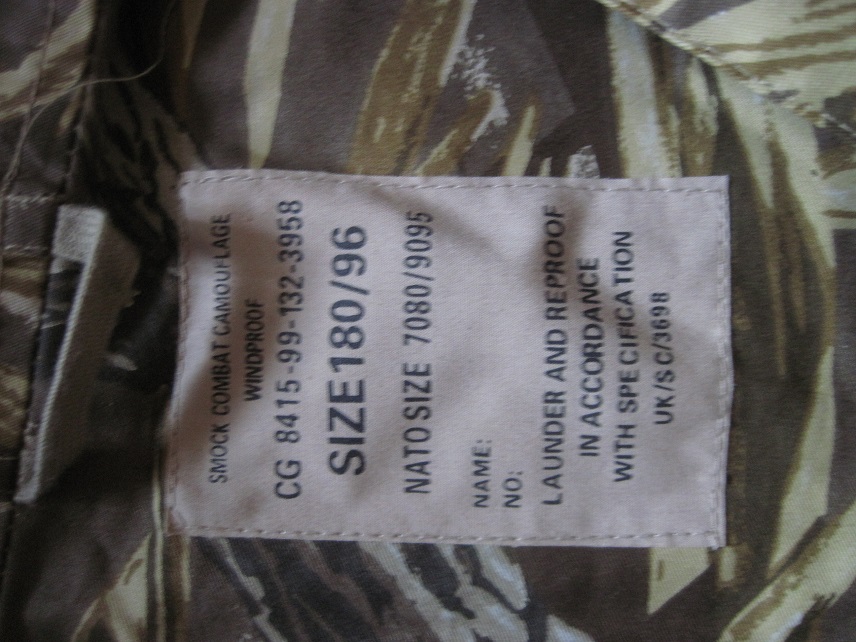 SMOCK COMBAT CAMOUFLAGE
WINDPROOF
CG 8415-99-132-3958
SIZE 180/96
NATO SIZE 7080/9095
NAME:
NO:
LAUNDER AND REPROOF
IN ACCORDANCE
WITH SPECIFICATION
UK/SC/3698